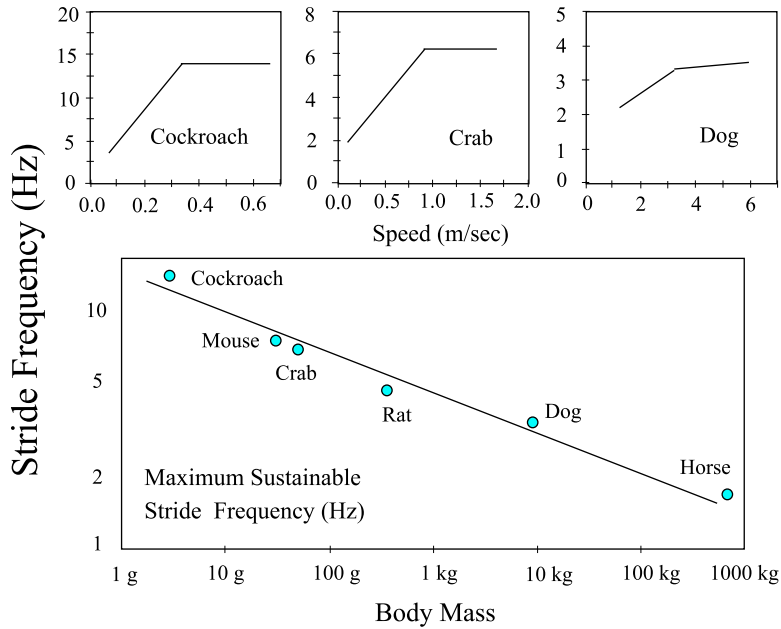 20
15
10
5
0
Cockroach
0.0 0.2 0.4 0.6
8
6
4
2
0
Crab
0.0 0.5 1.0 1.5 2.0
5
4
3
2
1
0
Dog
0 2 4 6
Speed (m/sec)
Stride Frequency (Hz)
10
5
2
1
Cockroach
Mouse
Crab
Rat
Dog
Horse
Maximum Sustainable
Stride Frequency (Hz)
1 g 10 g 100 g 1 kg 10 kg 100 kg 1000 kg
Body Mass